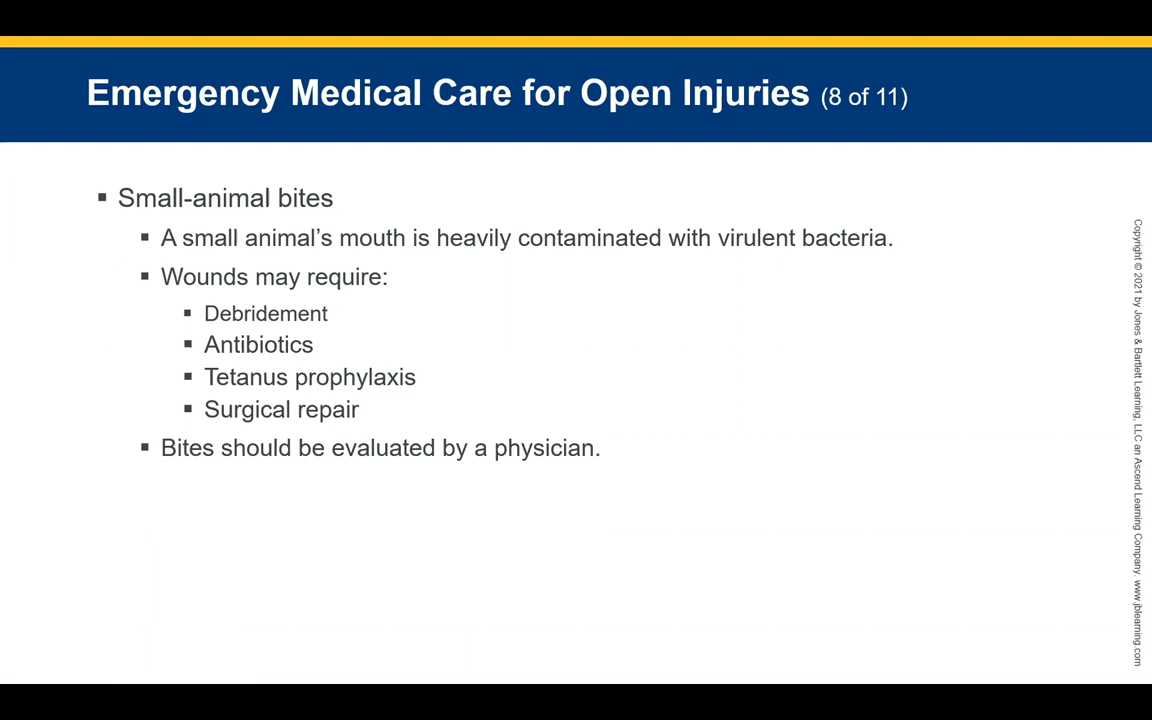 Emergency Medical Care for Open Injuries (8 of 11)
▪ Small-animal bites
▪ A small animal's mouth is heavily contaminated with virulent bacteria.
▪ Wounds may require:
▪ Debridement
▪ Antibiotics
▪ Tetanus prophylaxis
▪ Surgical repair
▪ Bites should be evaluated by a physician.
Copyright © 2021 by Jones & Bartlett Learning, LLC an Ascend Learning Company. www.jblearning.com